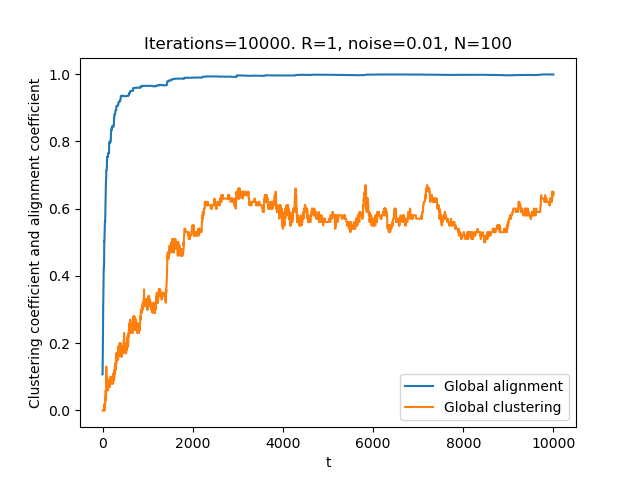 Iterations=10000. R=1, noise=0.01, N=100
Clustering coefficient and alignment coefficient
1.0
0.8
0.6
0.4
0.2
0.0
Global alignment
Global clustering
0 2000 4000 6000 8000 10000
t